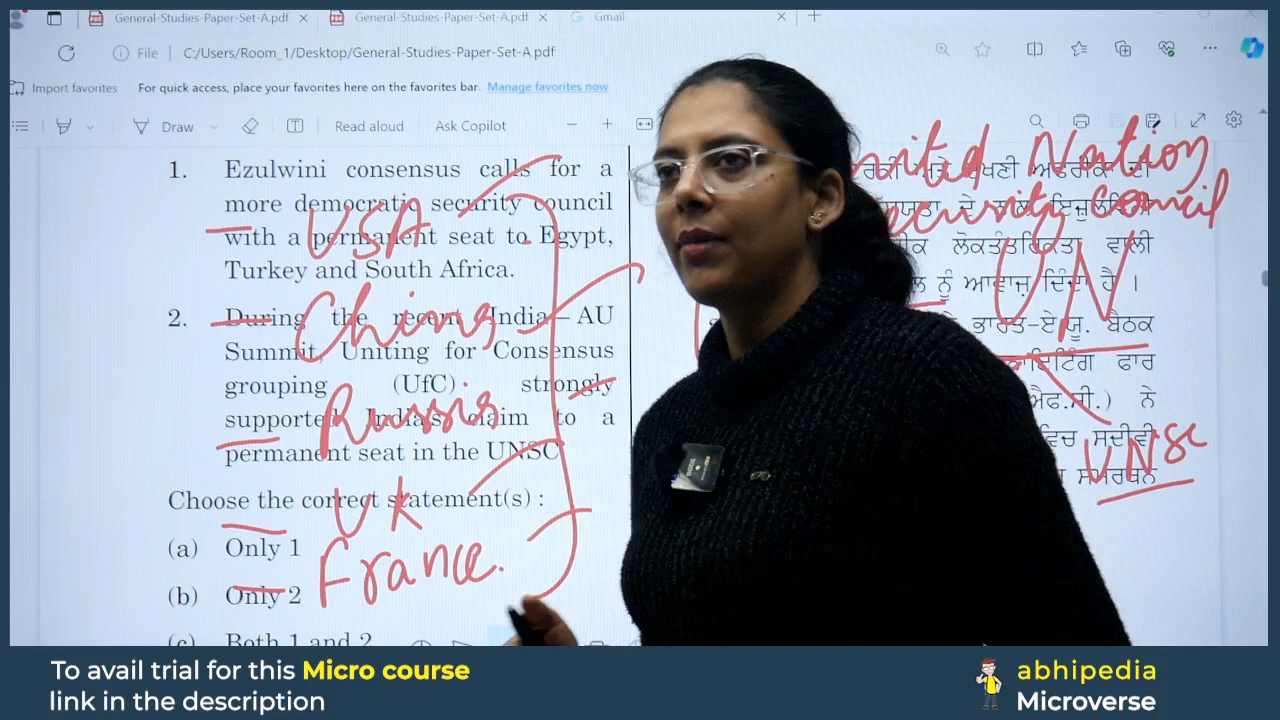 General-Studies-Paper-Set-A.pdf
General-Studies-Paper-Set-A.pdf
Gmail
File
C:/Users/Room_1/Desktop/General-Studies-Paper-Set-A.pdf
Import favorites
For quick access, place your favorites here on the favorites bar. Manage favorites now
Draw
Read aloud
Ask Copilot
1. Ezulwini consensus calls for a
more democratic security council
with a permanent seat to Egypt,
Turkey and South Africa.
2. During the recent India – AU
Summit, Uniting for Consensus
grouping (UfC) strongly
supported India's claim to a
permanent seat in the UNSC
Choose the correct statement(s) :
(a) Only 1
(b) Only 2
(c) Both 1 and 2
USA
China
Russia
UK
France.
nited Nation
ecurity Council
UN
UNSC
ਲੋਕਤੰਤਰਿਕਤਾ ਵਾਲੀ
ਨੂੰ ਆਵਾਜ਼ ਦਿੰਦਾ ਹੈ ।
ਭਾਰਤ-ਏ.ਯੂ. ਬੈਠਕ
ਫਾਰ
ਨੇ
ਵਿਚ ਸਦੀਵੀ
ਸਮਰਥਨ
To avail trial for this Micro course
link in the description
abhipedia
Microverse